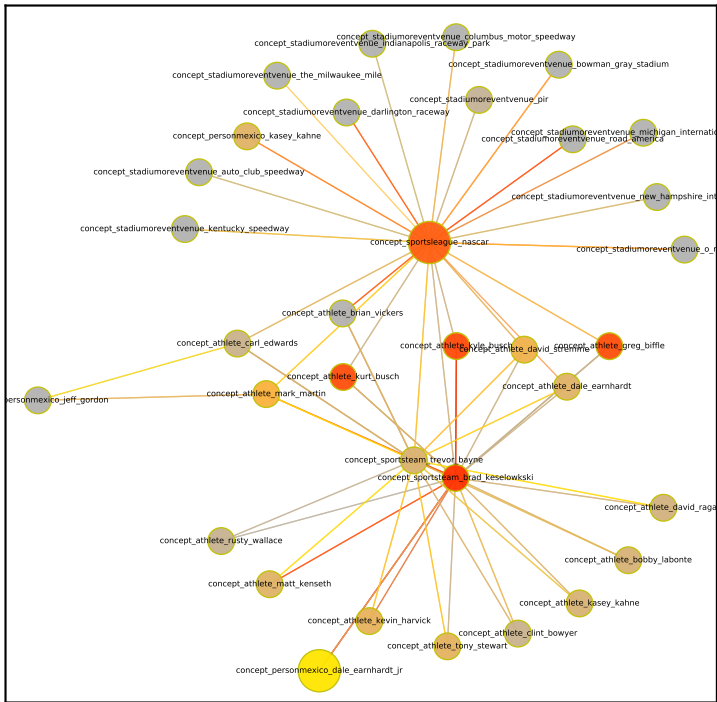 concept_stadiumoreventvenue_columbus_motor_speedway
concept_stadiumoreventvenue_indianapolis_raceway_park
concept_stadiumoreventvenue_bowman_gray_stadium
concept_stadiumoreventvenue_the_milwaukee_mile
concept_stadiumoreventvenue_pir
concept_stadiumoreventvenue_darlington_raceway
concept_stadiumoreventvenue_michigan_internatio
concept_personmexico_kasey_kahne
concept_stadiumoreventvenue_road_america
concept_stadiumoreventvenue_auto_club_speedway
concept_stadiumoreventvenue_new_hampshire_int
concept_stadiumoreventvenue_kentucky_speedway
concept_sportsleague_nascar
concept_stadiumoreventvenue_o_r
concept_athlete_brian_vickers
concept_athlete_carl_edwards
concept_athlete_kyle_busch
concept_athlete_david_stremme
concept_athlete_greg_biffle
concept_athlete_kurt_busch
concept_athlete_dale_earnhardt
concept_athlete_mark_martin
personmexico_jeff_gordon
concept_sportsteam_trevor_bayne
concept_sportsteam_brad_keselowkski
concept_athlete_david_raga
concept_athlete_rusty_wallace
concept_athlete_bobby_labonte
concept_athlete_matt_kenseth
concept_athlete_kasey_kahne
concept_athlete_kevin_harvick
concept_athlete_clint_bowyer
concept_athlete_tony_stewart
concept_personmexico_dale_earnhardt_jr